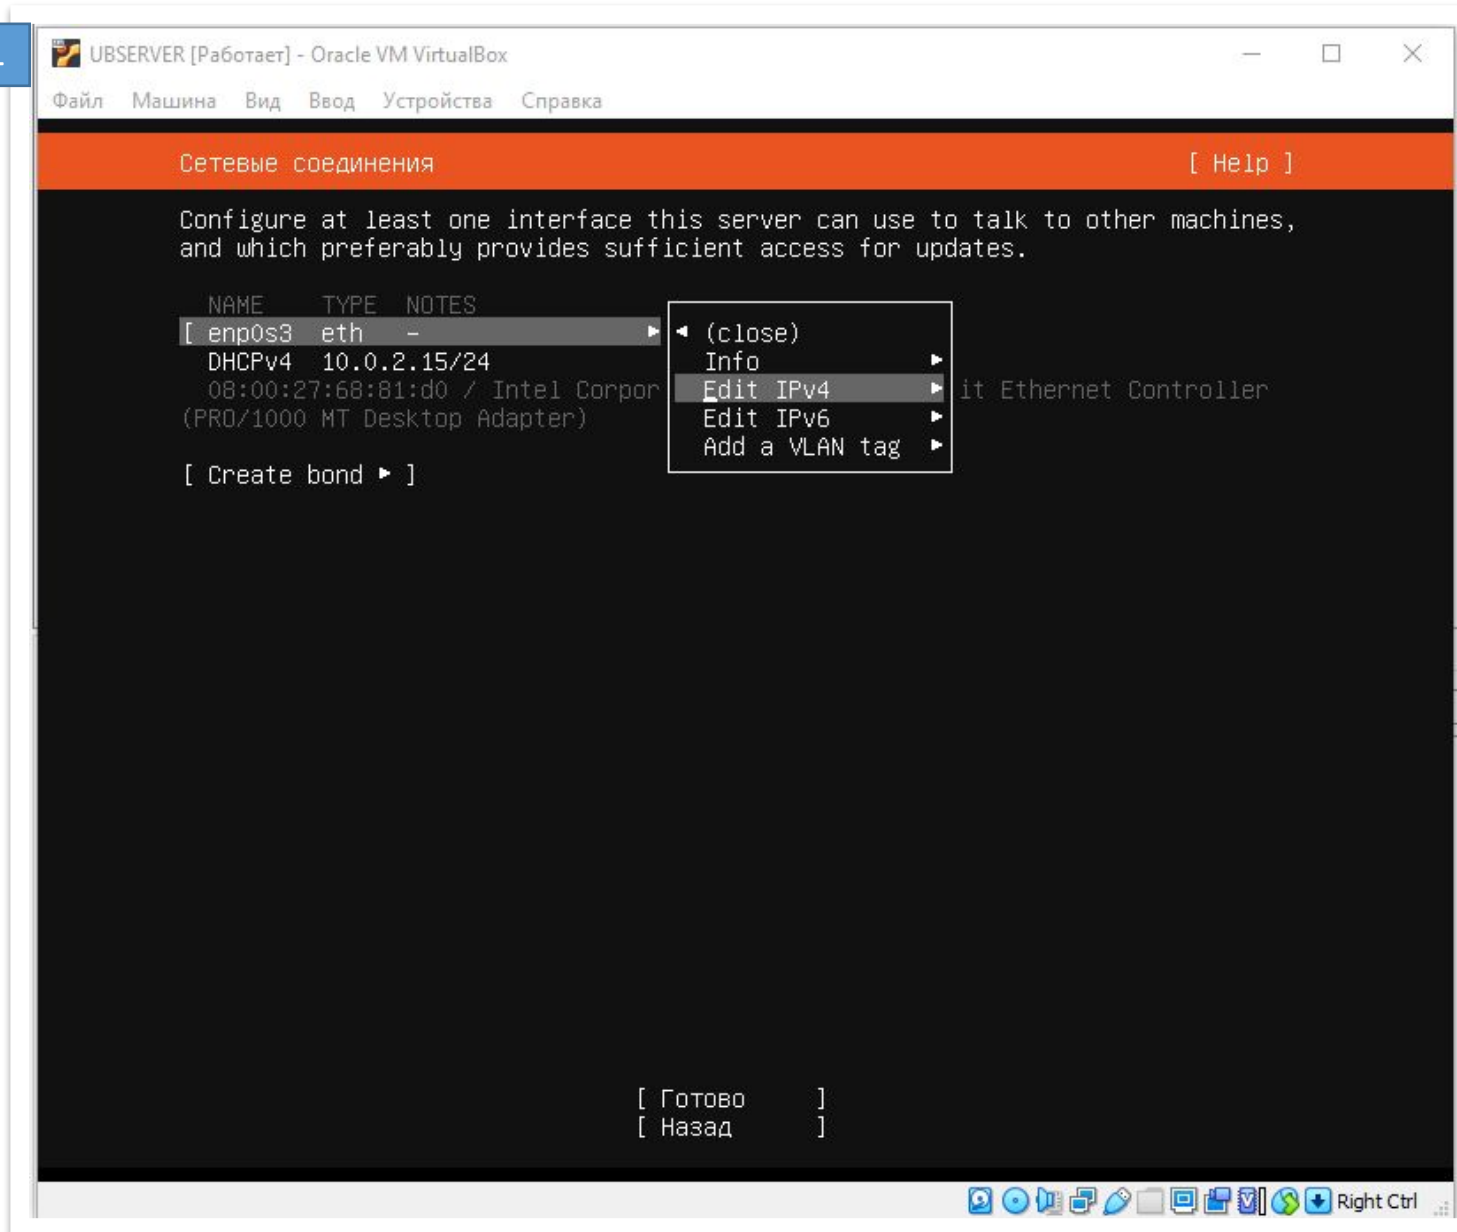 UBSERVER [Работает] - Oracle VM VirtualBox
Файл Машина Вид Ввод Устройства Справка
Сетевые соединения [ Help ]
Configure at least one interface this server can use to talk to other machines,
and which preferably provides sufficient access for updates.
NAME TYPE NOTES
[ enp0s3 eth - ▸ ◂ (close)
DHCPv4 10.0.2.15/24 Info ▸
08:00:27:68:81:d0 / Intel Corpor Edit IPv4 ▸ it Ethernet Controller
(PRO/1000 MT Desktop Adapter) Edit IPv6 ▸
Add a VLAN tag ▸
[ Create bond ▸ ]
[ Готово ]
[ Назад ]
Right Ctrl